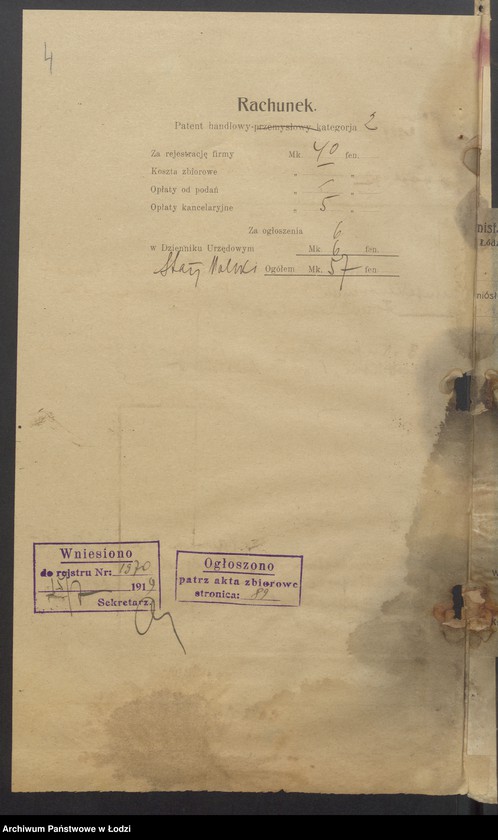 4
Rachunek.
Patent handlowy-przemysłowy kategorja 2
Za rejestrację firmy Mk. 40 fen.
Koszta zbiorowe " "
Opłaty od podań " "
Opłaty kancelaryjne " 5 "
Za ogłoszenia 6
w Dzienniku Urzędowym Mk 6 fen.
Ogółem Mk. 57 fen
Wniesiono
do rejstru Nr: 1370
1919
Sekretarz
Ogłoszono
patrz akta zbiorowe
stronica: 89
Archiwum Państwowe w Łodzi